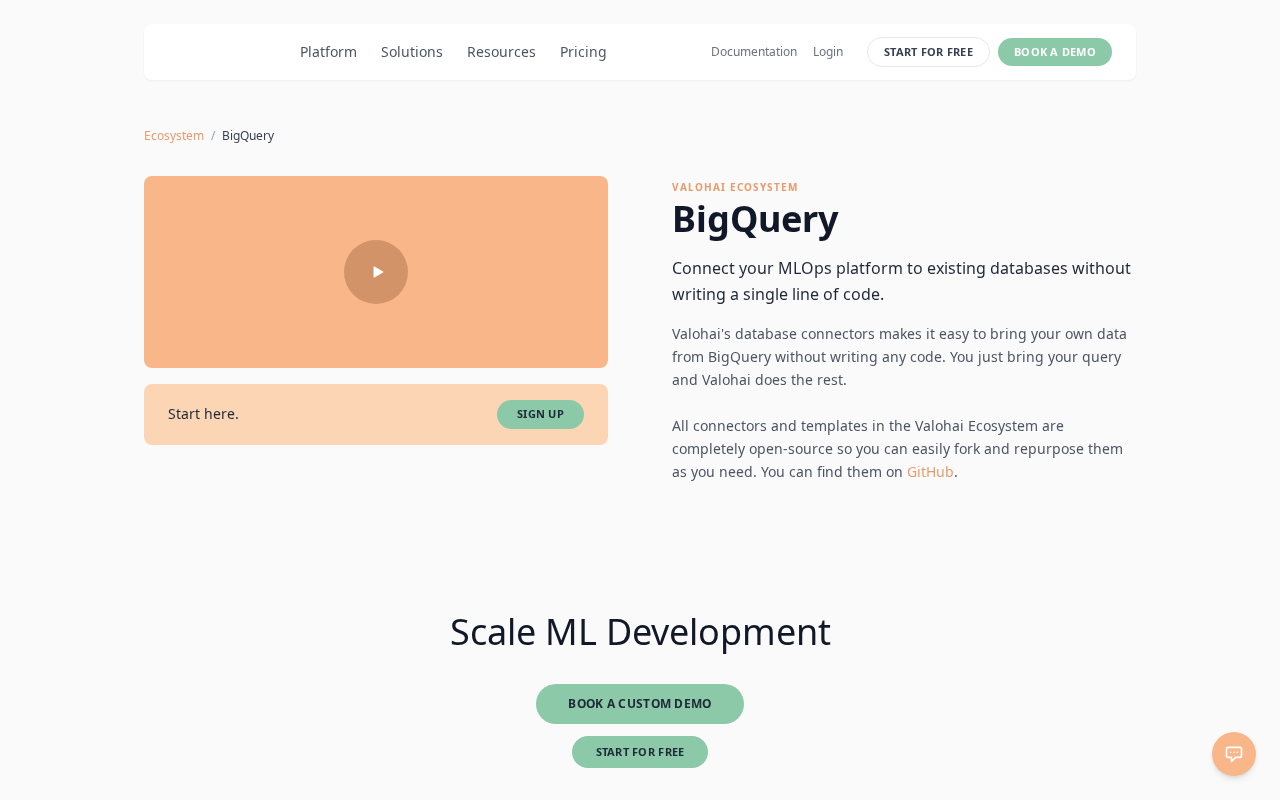 Platform Solutions Resources Pricing Documentation Login START FOR FREE BOOK A DEMO
Ecosystem / BigQuery
Start here. SIGN UP
VALOHAI ECOSYSTEM
BigQuery
Connect your MLOps platform to existing databases without
writing a single line of code.
Valohai's database connectors makes it easy to bring your own data
from BigQuery without writing any code. You just bring your query
and Valohai does the rest.
All connectors and templates in the Valohai Ecosystem are
completely open-source so you can easily fork and repurpose them
as you need. You can find them on GitHub.
Scale ML Development
BOOK A CUSTOM DEMO
START FOR FREE